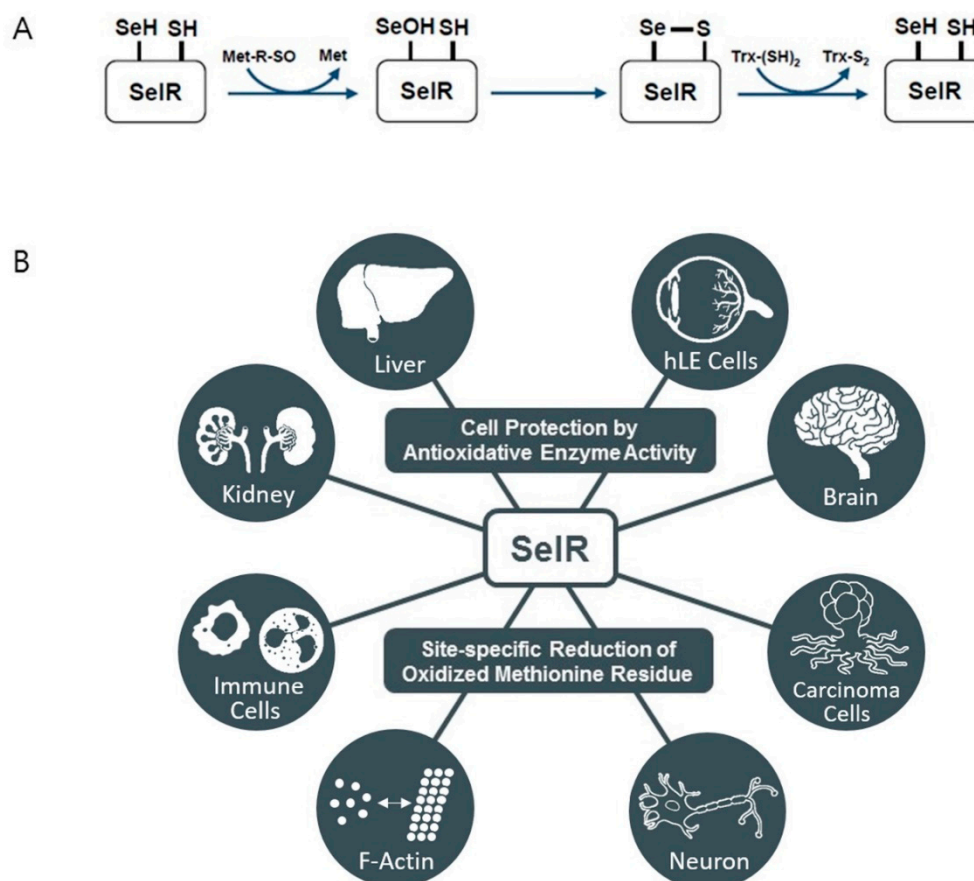 A
SeH SH
SelR
Met-R-SO Met
SeOH SH
SelR
Se — S
SelR
Trx-(SH)₂ Trx-S₂
SeH SH
SelR
B
Liver
hLE Cells
Cell Protection by
Antioxidative Enzyme Activity
Kidney
Brain
SelR
Immune
Cells
Site-specific Reduction of
Oxidized Methionine Residue
Carcinoma
Cells
F-Actin
Neuron